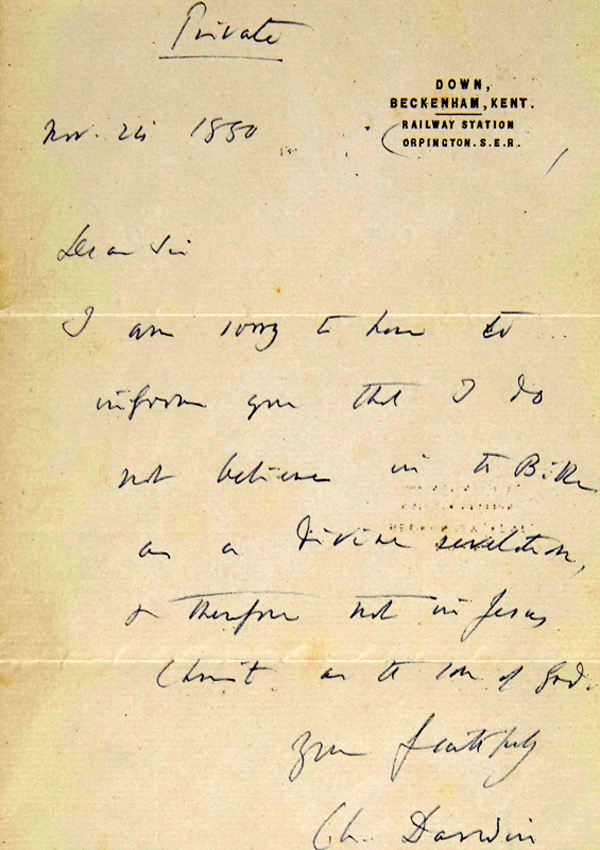 Private
DOWN,
BECKENHAM, KENT.
RAILWAY STATION
ORPINGTON. S.E.R.
Nov. 24 1880
Dear Sir
I am sorry to have to
inform you that I do
not believe in the Bible
as a divine revelation,
& therefore not in Jesus
Christ as the son of God.
Yours faithfully
Ch. Darwin